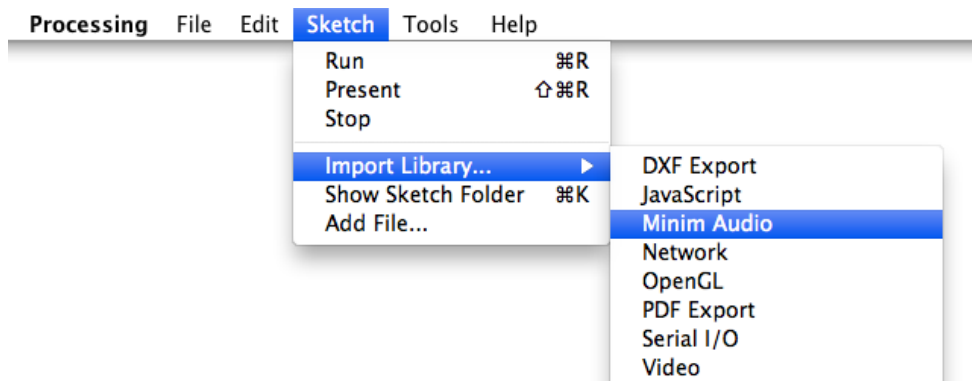 Processing File Edit Sketch Tools Help
Run ⌘R
Present ⇧⌘R
Stop
Import Library... ▶
Show Sketch Folder ⌘K
Add File...
DXF Export
JavaScript
Minim Audio
Network
OpenGL
PDF Export
Serial I/O
Video